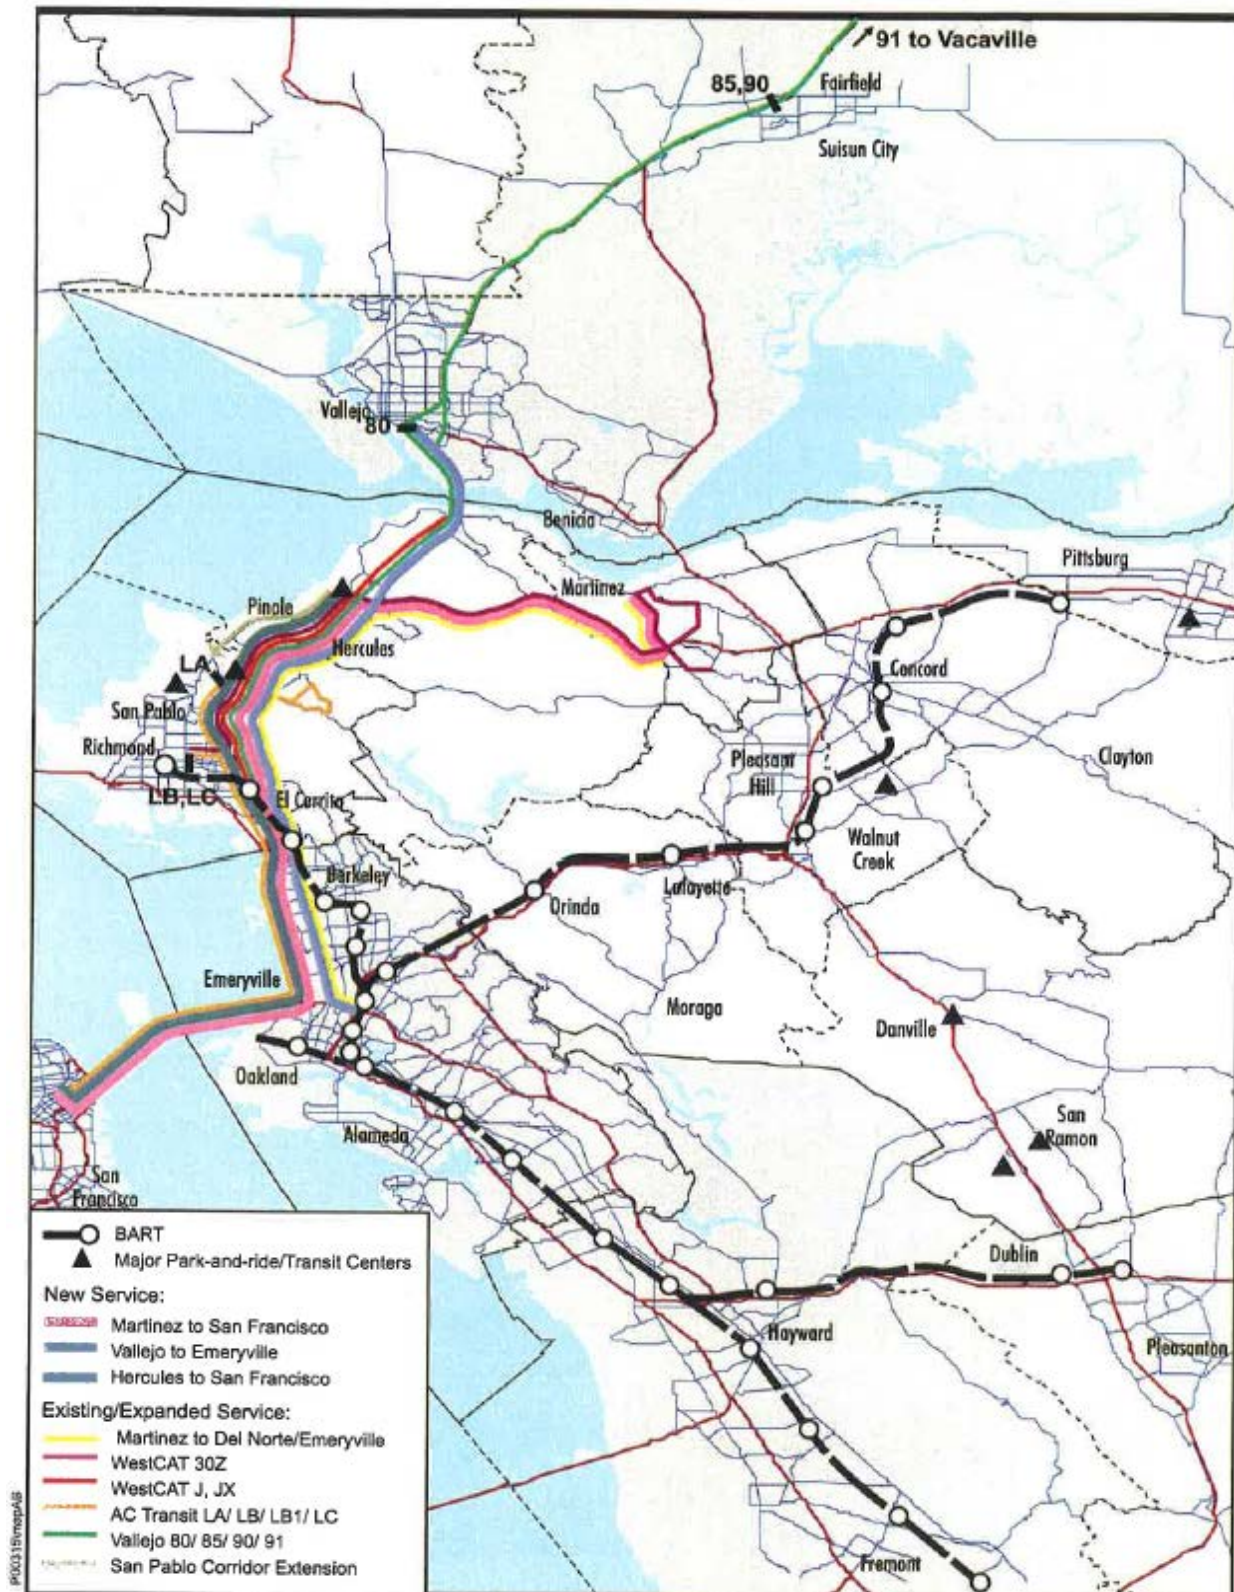 91 to Vacaville
85,90
Fairfield
Suisun City
Vallejo
80
Benicia
Martinez
Pittsburg
Pinole
Hercules
LA
Concord
San Pablo
Richmond
Pleasant
Hill
Clayton
LB,LC
El Cerrito
Walnut
Creek
Berkeley
Lafayette
Orinda
Emeryville
Moraga
Danville
Oakland
San
Ramon
Alameda
San
Francisco
Dublin
Hayward
Pleasanton
Fremont
BART
Major Park-and-ride/Transit Centers
New Service:
Martinez to San Francisco
Vallejo to Emeryville
Hercules to San Francisco
Existing/Expanded Service:
Martinez to Del Norte/Emeryville
WestCAT 30Z
WestCAT J, JX
AC Transit LA/ LB/ LB1/ LC
Vallejo 80/ 85/ 90/ 91
San Pablo Corridor Extension